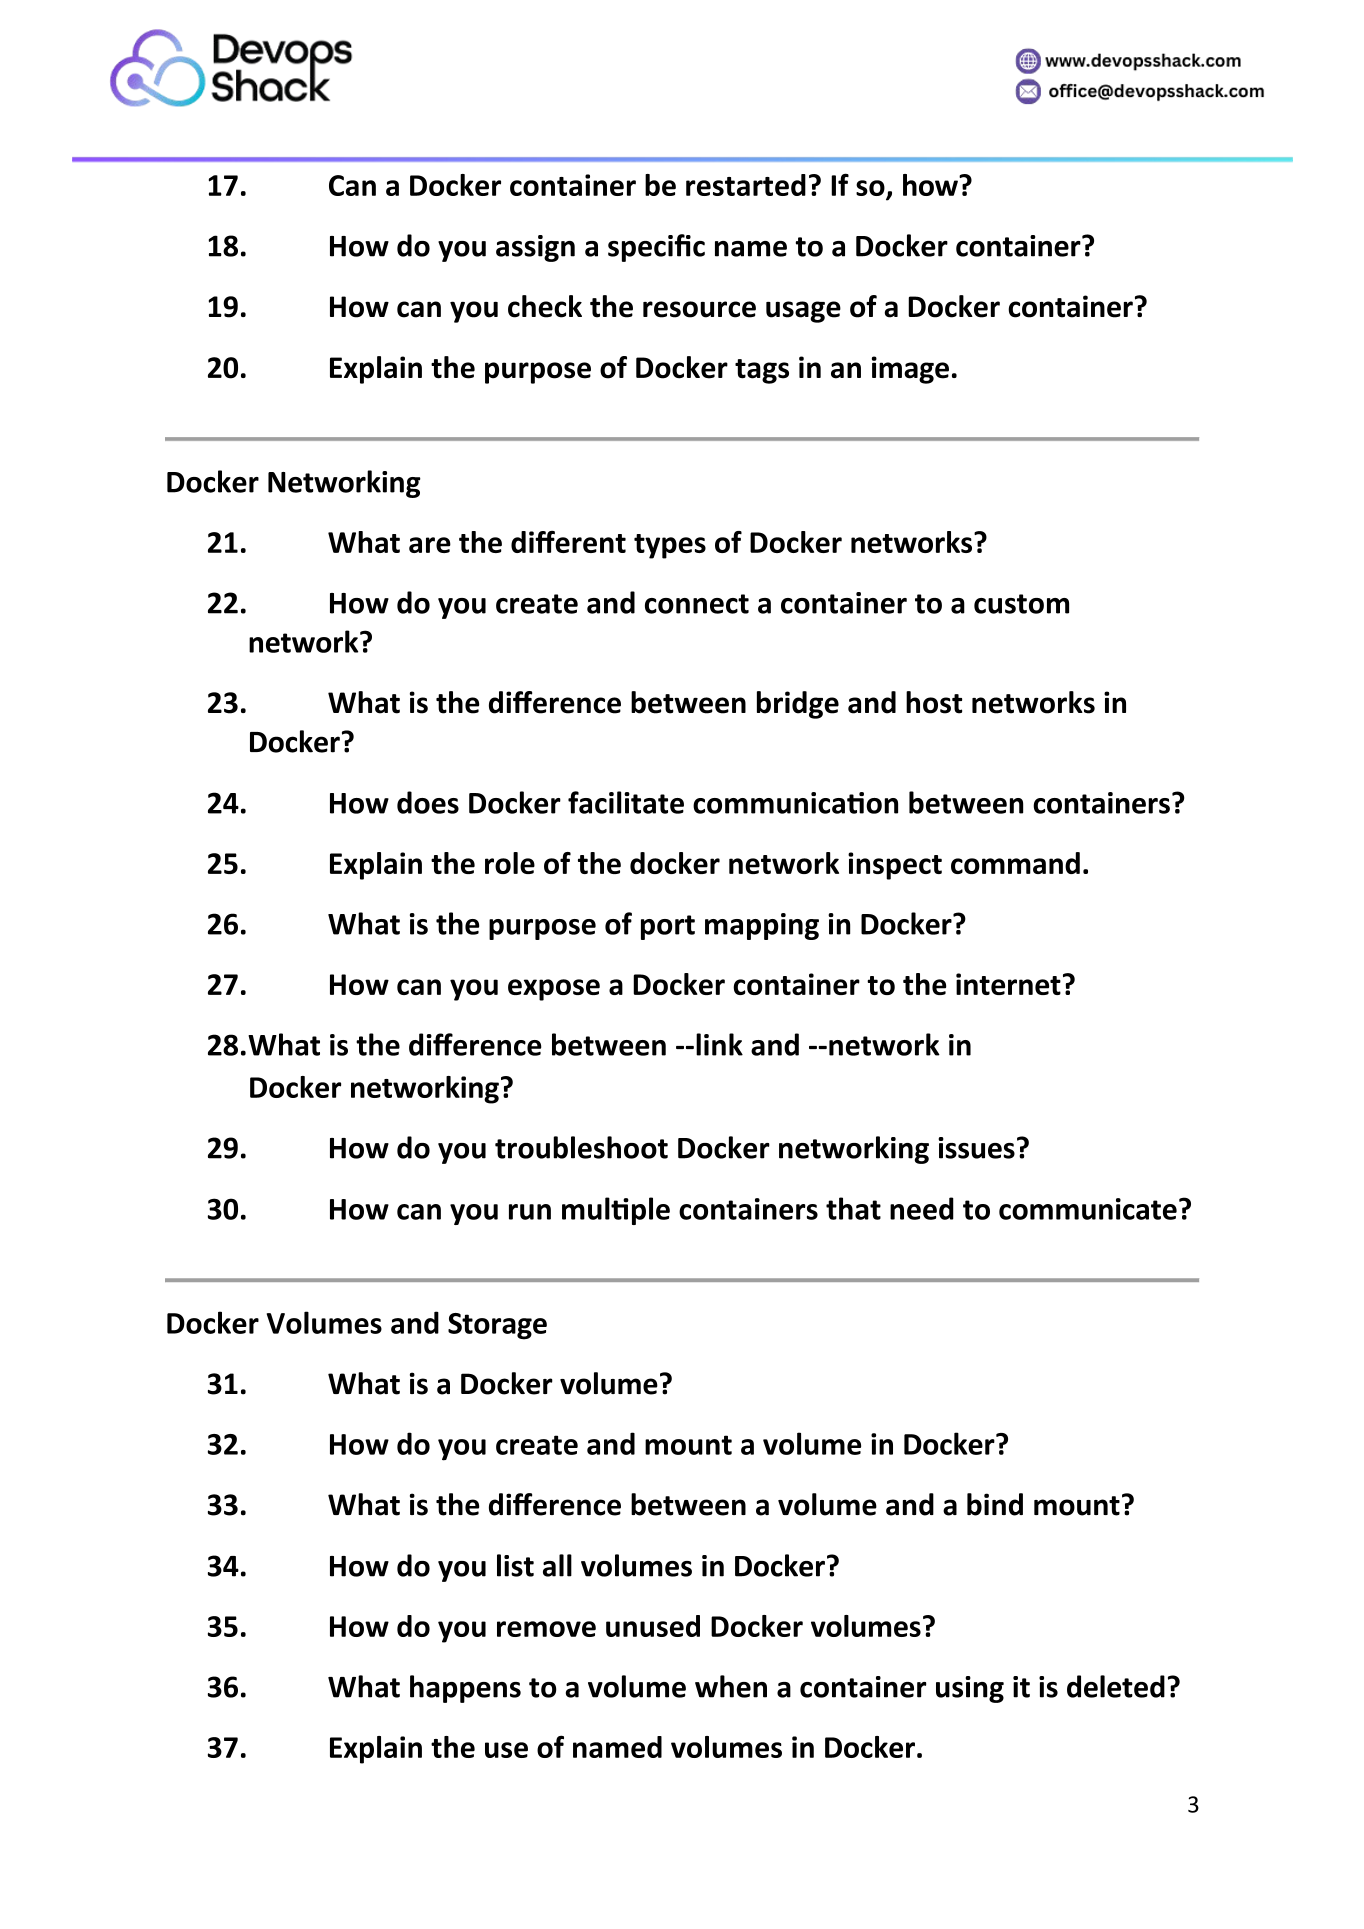 Devops
Shack
www.devopsshack.com
office@devopsshack.com
17. Can a Docker container be restarted? If so, how?
18. How do you assign a specific name to a Docker container?
19. How can you check the resource usage of a Docker container?
20. Explain the purpose of Docker tags in an image.
Docker Networking
21. What are the different types of Docker networks?
22. How do you create and connect a container to a custom
network?
23. What is the difference between bridge and host networks in
Docker?
24. How does Docker facilitate communication between containers?
25. Explain the role of the docker network inspect command.
26. What is the purpose of port mapping in Docker?
27. How can you expose a Docker container to the internet?
28.What is the difference between --link and --network in
Docker networking?
29. How do you troubleshoot Docker networking issues?
30. How can you run multiple containers that need to communicate?
Docker Volumes and Storage
31. What is a Docker volume?
32. How do you create and mount a volume in Docker?
33. What is the difference between a volume and a bind mount?
34. How do you list all volumes in Docker?
35. How do you remove unused Docker volumes?
36. What happens to a volume when a container using it is deleted?
37. Explain the use of named volumes in Docker.
3